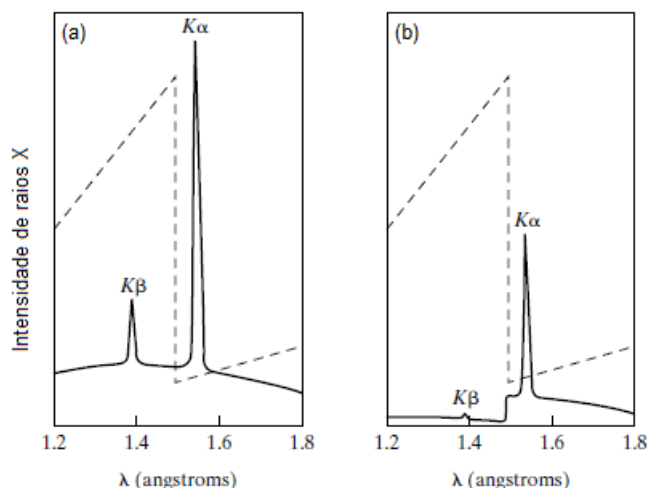 (a)
Kα
Kβ
Intensidade de raios X
1.2 1.4 1.6 1.8
λ (angstroms)
(b)
Kα
Kβ
1.2 1.4 1.6 1.8
λ (angstroms)